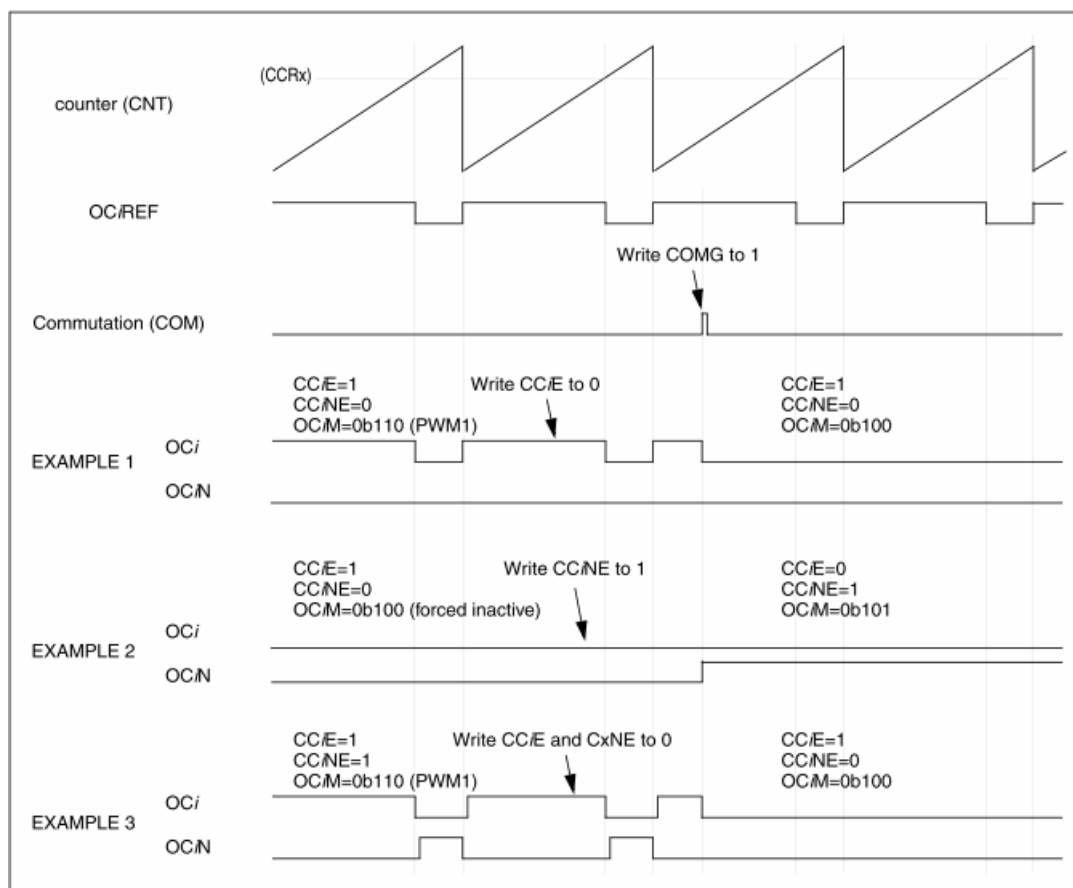 (CCRx)
counter (CNT)
OCiREF
Write COMG to 1
Commutation (COM)
CCiE=1
CCiNE=0
OCiM=0b110 (PWM1)
Write CCiE to 0
CCiE=1
CCiNE=0
OCiM=0b100
OCi
EXAMPLE 1
OCiN
CCiE=1
CCiNE=0
OCiM=0b100 (forced inactive)
Write CCiNE to 1
CCiE=0
CCiNE=1
OCiM=0b101
OCi
EXAMPLE 2
OCiN
CCiE=1
CCiNE=1
OCiM=0b110 (PWM1)
Write CCiE and CxNE to 0
CCiE=1
CCiNE=0
OCiM=0b100
OCi
EXAMPLE 3
OCiN